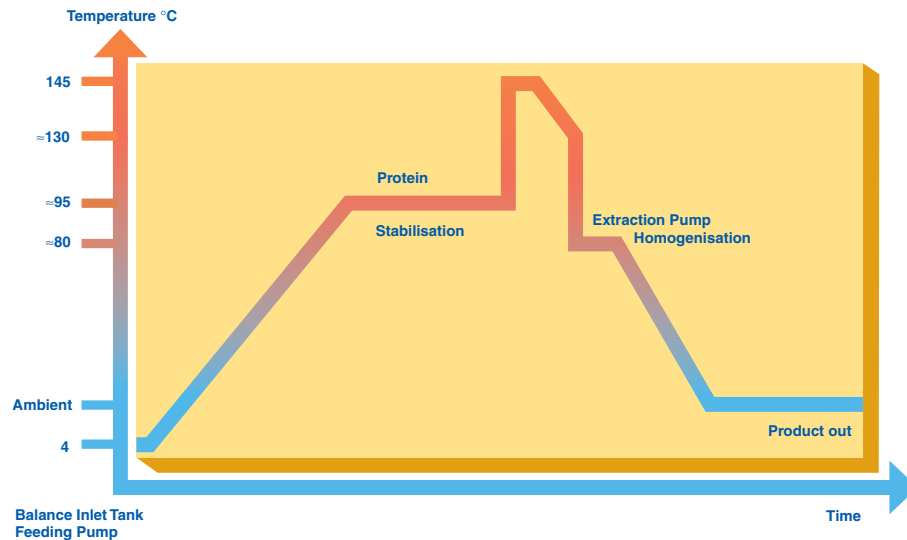 Temperature °C
145
≈130
≈95
≈80
Ambient
4
Protein
Stabilisation
Extraction Pump
Homogenisation
Product out
Balance Inlet Tank
Feeding Pump
Time